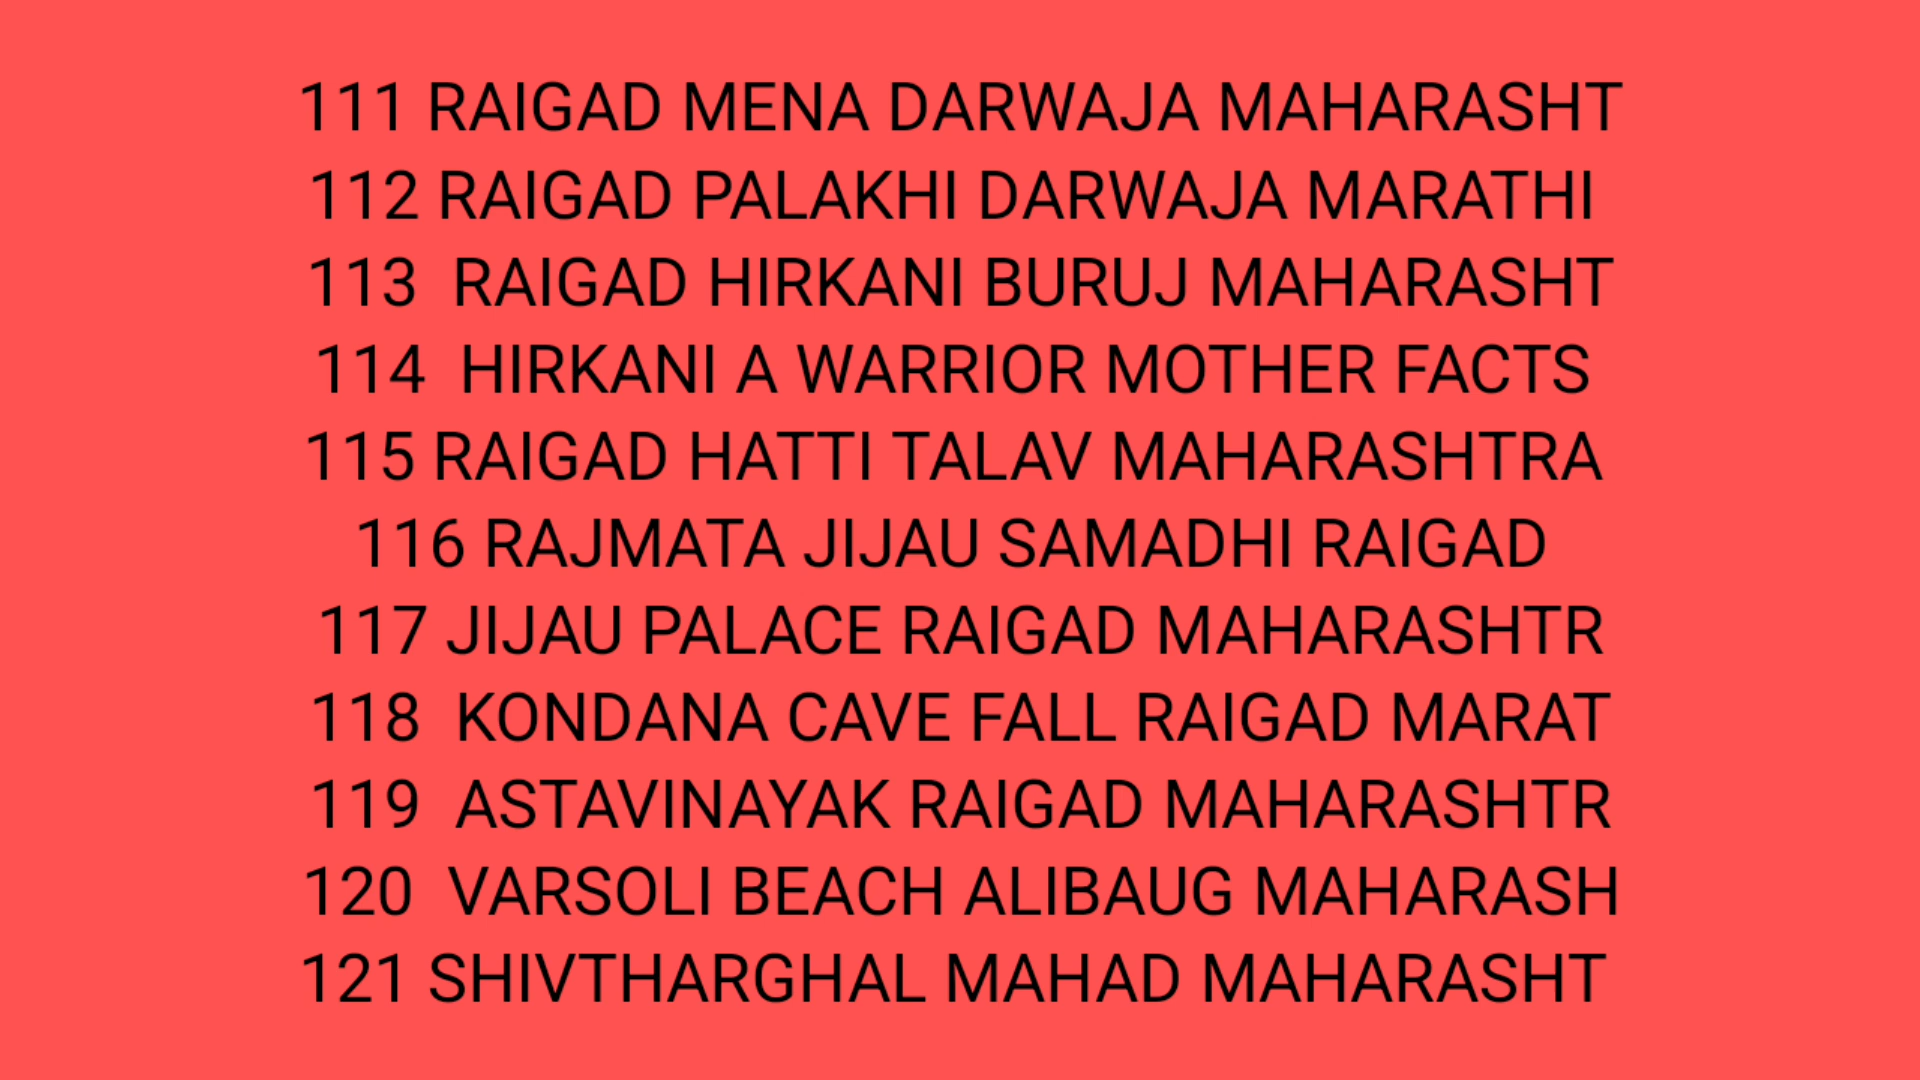 111 RAIGAD MENA DARWAJA MAHARASHT
112 RAIGAD PALAKHI DARWAJA MARATHI
113 RAIGAD HIRKANI BURUJ MAHARASHT
114 HIRKANI A WARRIOR MOTHER FACTS
115 RAIGAD HATTI TALAV MAHARASHTRA
116 RAJMATA JIJAU SAMADHI RAIGAD
117 JIJAU PALACE RAIGAD MAHARASHTR
118 KONDANA CAVE FALL RAIGAD MARAT
119 ASTAVINAYAK RAIGAD MAHARASHTR
120 VARSOLI BEACH ALIBAUG MAHARASH
121 SHIVTHARGHAL MAHAD MAHARASHT